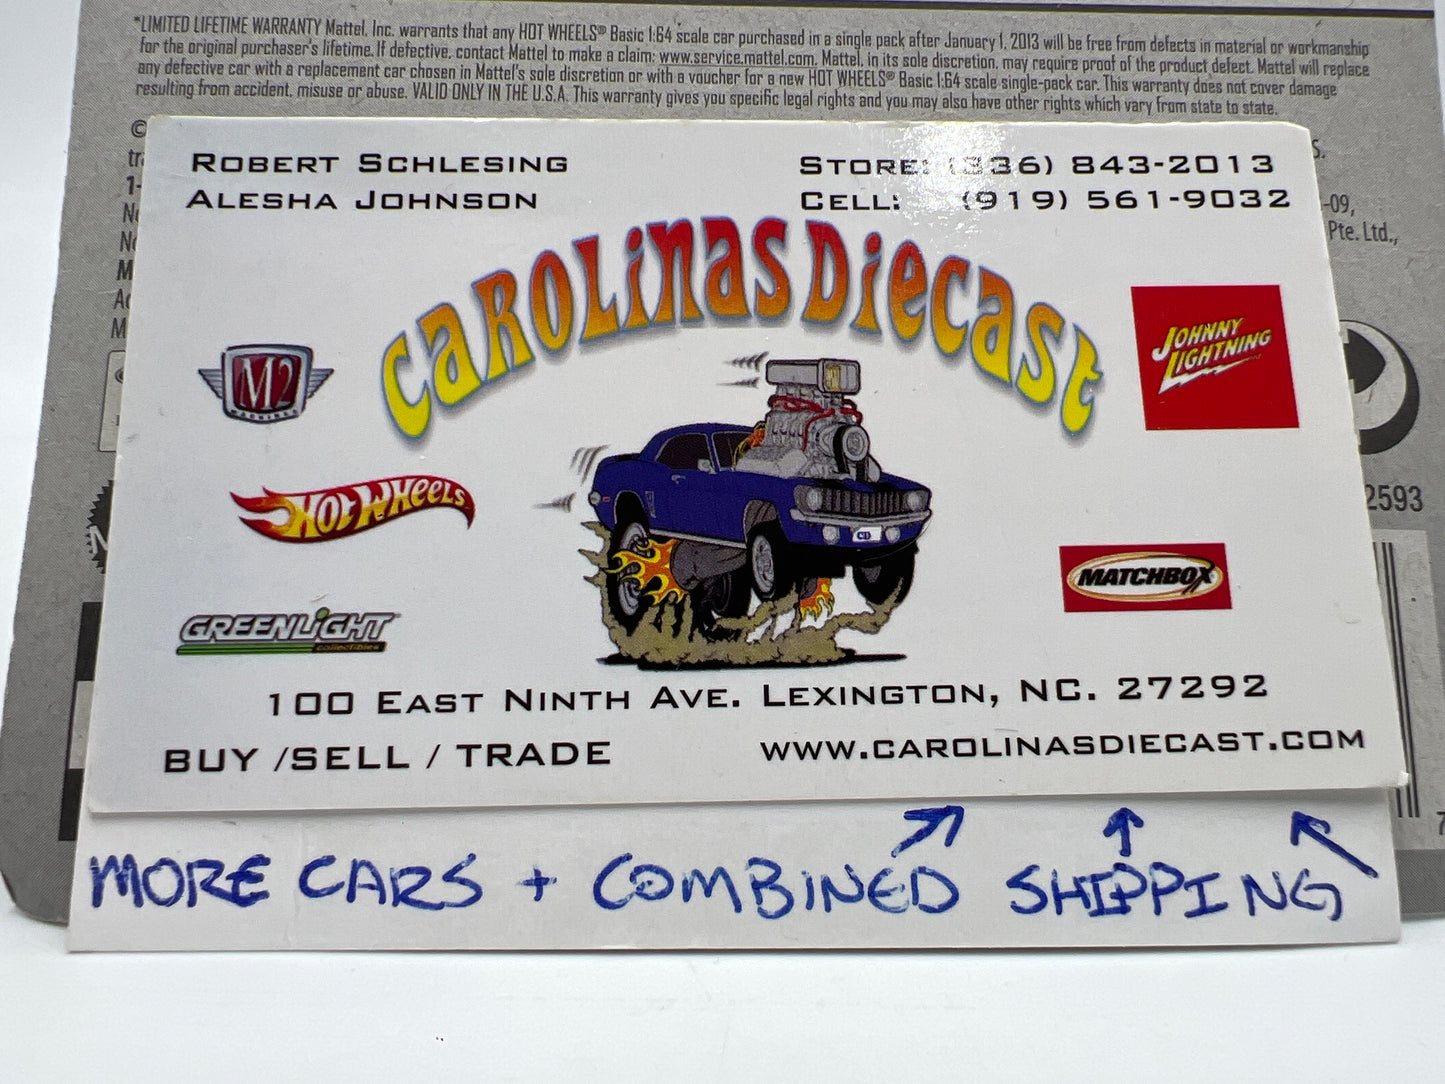 *LIMITED LIFETIME WARRANTY Mattel, Inc. warrants that any HOT WHEELS® Basic 1:64 scale car purchased in a single pack after January 1, 2013 will be free from defects in material or workmanship
for the original purchaser's lifetime. If defective, contact Mattel to make a claim: www.service.mattel.com. Mattel, in its sole discretion, may require proof of the product defect. Mattel will replace
any defective car with a replacement car chosen in Mattel's sole discretion or with a voucher for a new HOT WHEELS® Basic 1:64 scale single-pack car. This warranty does not cover damage
resulting from accident, misuse or abuse. VALID ONLY IN THE U.S.A. This warranty gives you specific legal rights and you may also have other rights which vary from state to state.
ROBERT SCHLESING
ALESHA JOHNSON
STORE: (336) 843-2013
CELL: (919) 561-9032
-09,
Pte. Ltd.,
CAROLINAS DIECAST
M2
MACHINES
JOHNNY
LIGHTNING
HOT WHEELS
2593
MATCHBOX
GREENLIGHT
collectibles
100 EAST NINTH AVE. LEXINGTON, NC. 27292
BUY /SELL / TRADE
WWW.CAROLINASDIECAST.COM
MORE CARS + COMBINED SHIPPING